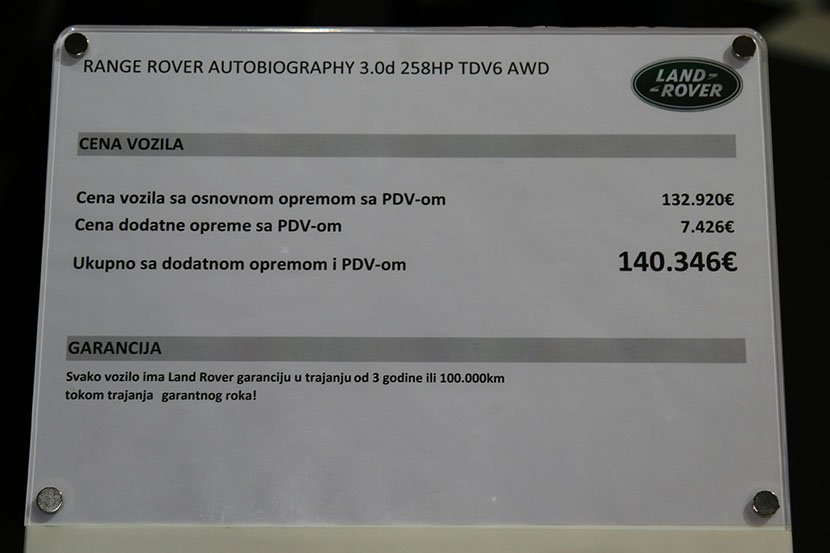 RANGE ROVER AUTOBIOGRAPHY 3.0d 258HP TDV6 AWD
LAND
ROVER
CENA VOZILA
Cena vozila sa osnovnom opremom sa PDV-om 132.920€
Cena dodatne opreme sa PDV-om 7.426€
Ukupno sa dodatnom opremom i PDV-om 140.346€
GARANCIJA
Svako vozilo ima Land Rover garanciju u trajanju od 3 godine ili 100.000km
tokom trajanja garantnog roka!